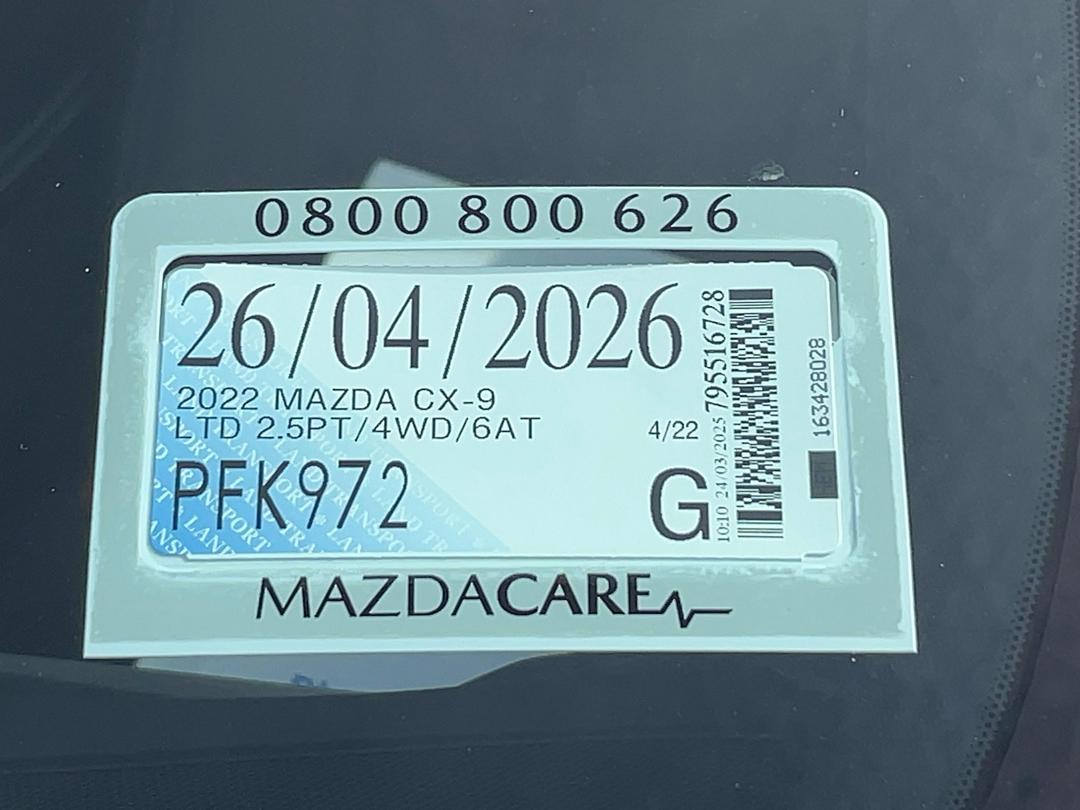 0800 800 626
26/04/2026
2022 MAZDA CX-9
LTD 2.5PT/4WD/6AT
4/22
PFK972
G
10:10 24/03/2025 795516728
163428028
MAZDACARE